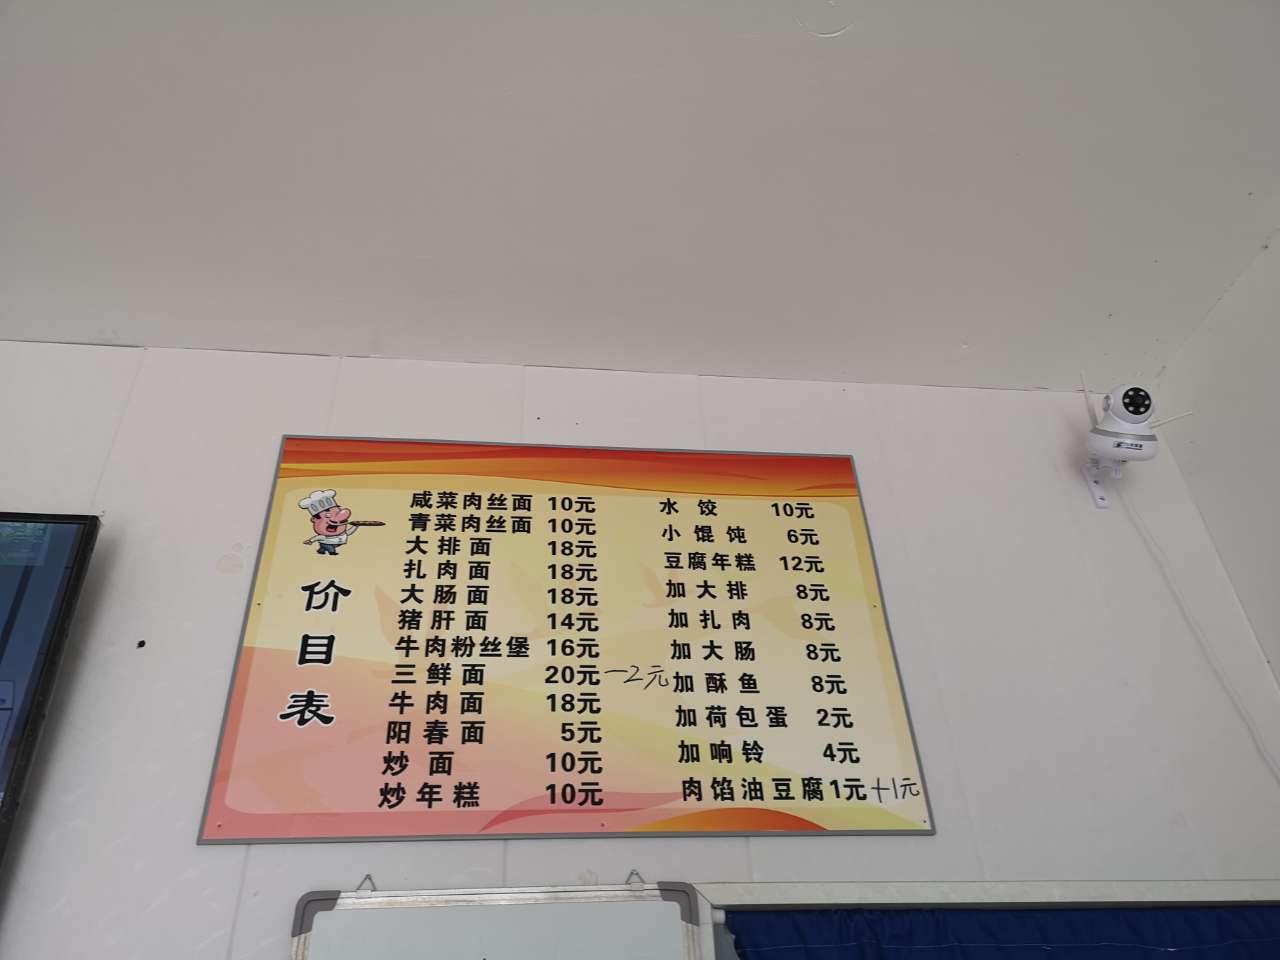 价目表
咸菜肉丝面 10元
青菜肉丝面 10元
大排面 18元
扎肉面 18元
大肠面 18元
猪肝面 14元
牛肉粉丝堡 16元
三鲜面 20元 -2元
牛肉面 18元
阳春面 5元
炒面 10元
炒年糕 10元
水饺 10元
小馄饨 6元
豆腐年糕 12元
加大排 8元
加扎肉 8元
加大肠 8元
加酥鱼 8元
加荷包蛋 2元
加响铃 4元
肉馅油豆腐1元+1元